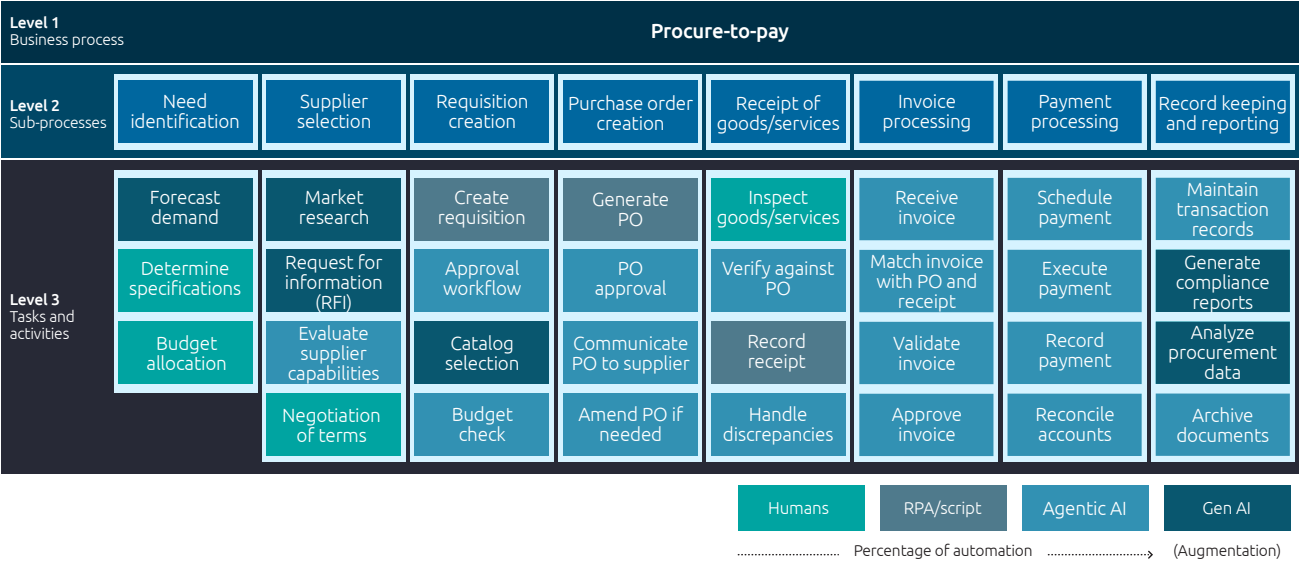 Level 1
Business process
Procure-to-pay
Level 2
Sub-processes
Need
identification
Supplier
selection
Requisition
creation
Purchase order
creation
Receipt of
goods/services
Invoice
processing
Payment
processing
Record keeping
and reporting
Level 3
Tasks and
activities
Forecast
demand
Determine
specifications
Budget
allocation
Market
research
Request for
information
(RFI)
Evaluate
supplier
capabilities
Negotiation
of terms
Create
requisition
Approval
workflow
Catalog
selection
Budget
check
Generate
PO
PO
approval
Communicate
PO to supplier
Amend PO if
needed
Inspect
goods/services
Verify against
PO
Record
receipt
Handle
discrepancies
Receive
invoice
Match invoice
with PO and
receipt
Validate
invoice
Approve
invoice
Schedule
payment
Execute
payment
Record
payment
Reconcile
accounts
Maintain
transaction
records
Generate
compliance
reports
Analyze
procurement
data
Archive
documents
Humans
RPA/script
Agentic AI
Gen AI
Percentage of automation
(Augmentation)